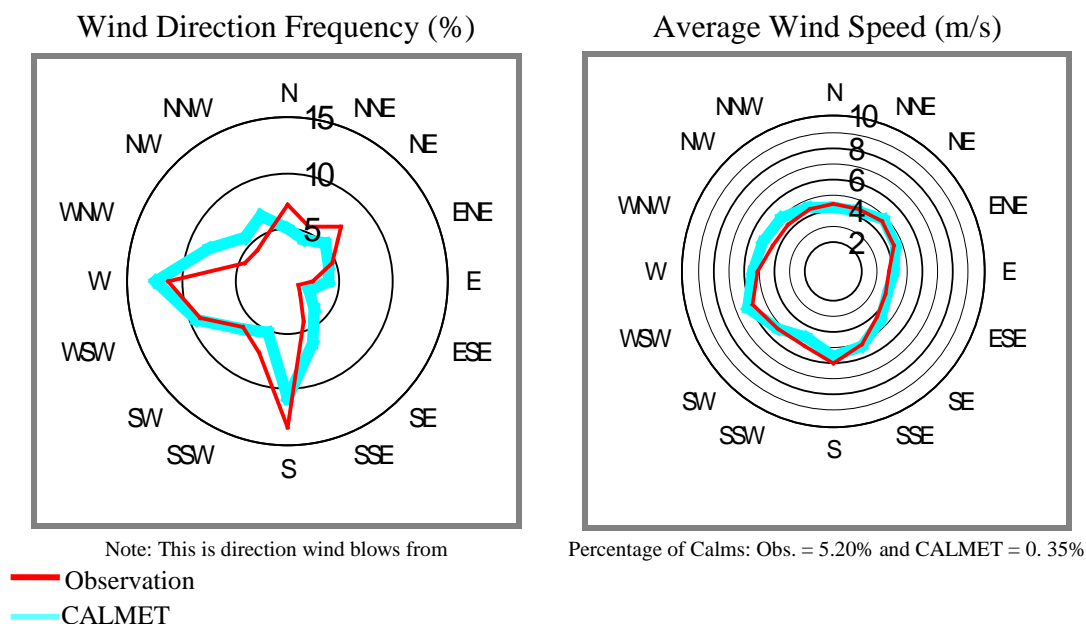 Wind Direction Frequency (%)
N
NNE
NE
ENE
E
ESE
SE
SSE
S
SSW
SW
WSW
W
WNW
NW
NNW
15
10
5
Note: This is direction wind blows from
Observation
CALMET
Average Wind Speed (m/s)
N
NNE
NE
ENE
E
ESE
SE
SSE
S
SSW
SW
WSW
W
WNW
NW
NNW
10
8
6
4
2
Percentage of Calms: Obs. = 5.20% and CALMET = 0. 35%